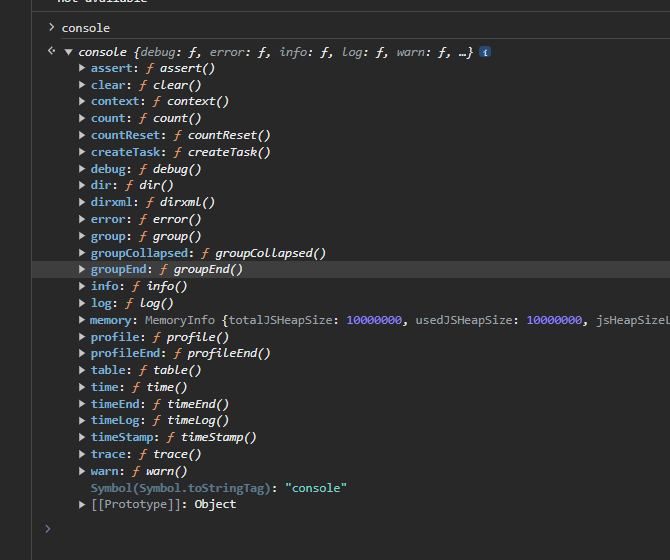 Not available
> console
console {debug: ƒ, error: ƒ, info: ƒ, log: ƒ, warn: ƒ, …} i
assert: ƒ assert()
clear: ƒ clear()
context: ƒ context()
count: ƒ count()
countReset: ƒ countReset()
createTask: ƒ createTask()
debug: ƒ debug()
dir: ƒ dir()
dirxml: ƒ dirxml()
error: ƒ error()
group: ƒ group()
groupCollapsed: ƒ groupCollapsed()
groupEnd: ƒ groupEnd()
info: ƒ info()
log: ƒ log()
memory: MemoryInfo {totalJSHeapSize: 10000000, usedJSHeapSize: 10000000, jsHeapSizeL
profile: ƒ profile()
profileEnd: ƒ profileEnd()
table: ƒ table()
time: ƒ time()
timeEnd: ƒ timeEnd()
timeLog: ƒ timeLog()
timeStamp: ƒ timeStamp()
trace: ƒ trace()
warn: ƒ warn()
Symbol(Symbol.toStringTag): "console"
[[Prototype]]: Object
>